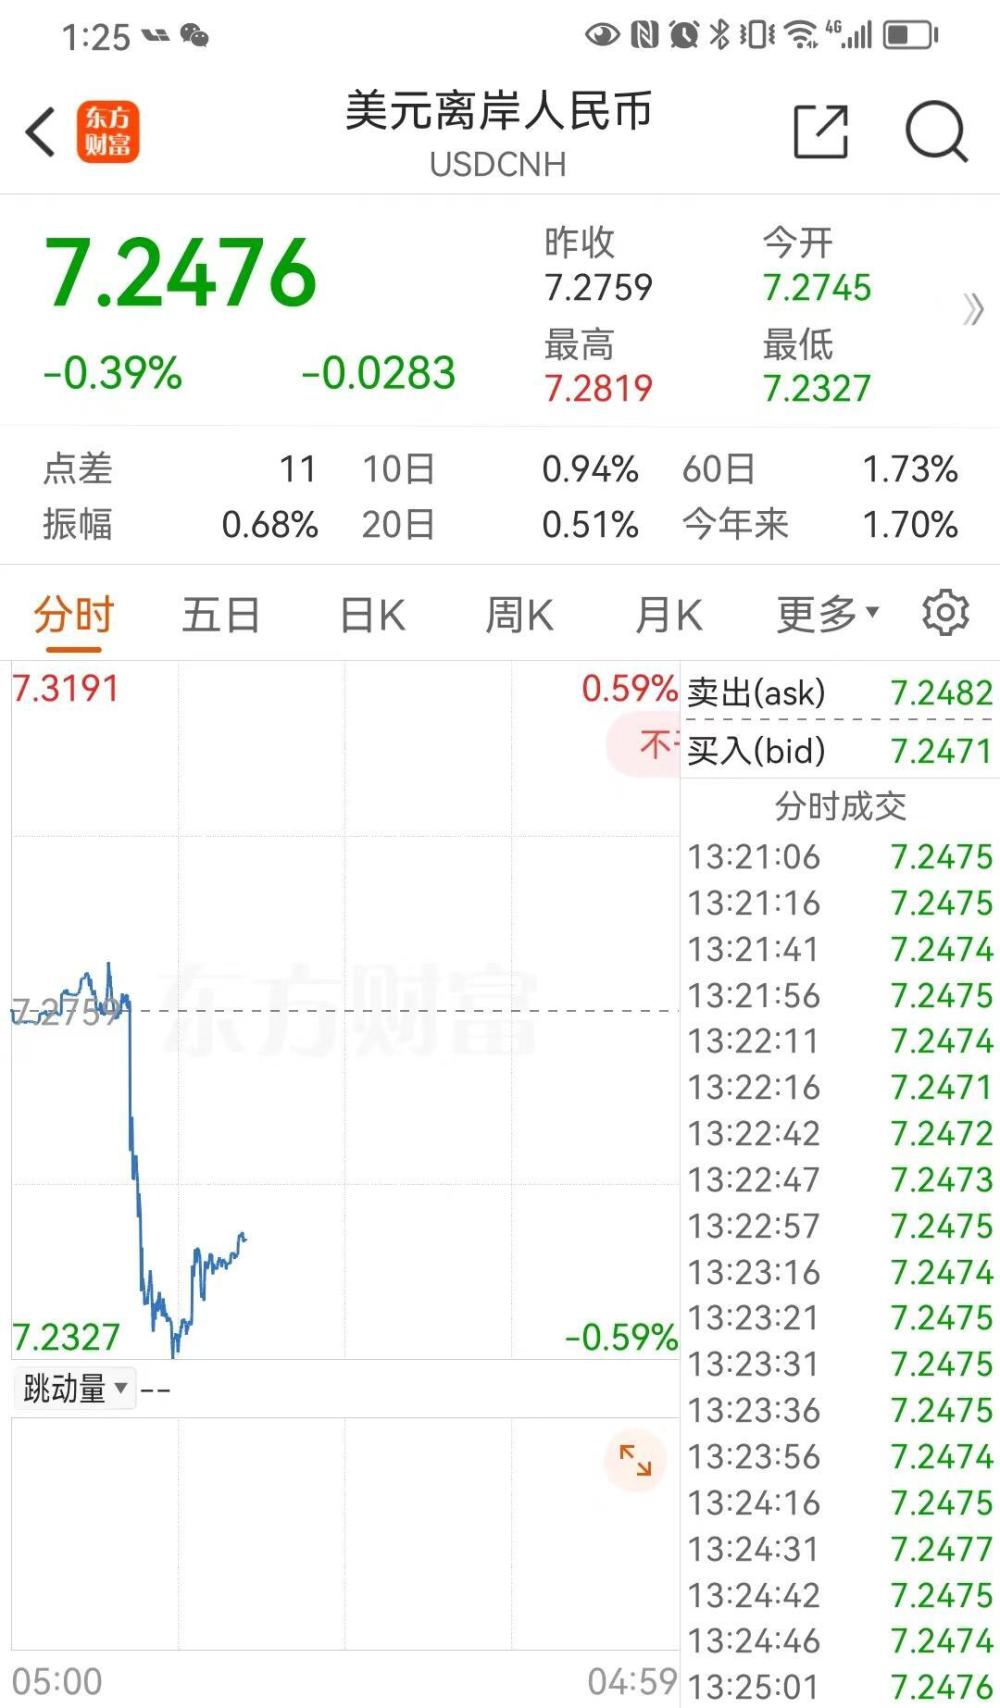 1:25 4G
东方
财富
美元离岸人民币
USDCNH
7.2476
-0.39% -0.0283
昨收 今开
7.2759 7.2745
最高 最低
7.2819 7.2327
点差 11 10日 0.94% 60日 1.73%
振幅 0.68% 20日 0.51% 今年来 1.70%
分时 五日 日K 周K 月K 更多
7.3191 0.59%
不
7.2759
东方财富
7.2327 -0.59%
跳动量 --
05:00 04:59
卖出(ask) 7.2482
买入(bid) 7.2471
分时成交
13:21:06 7.2475
13:21:16 7.2475
13:21:41 7.2474
13:21:56 7.2475
13:22:11 7.2474
13:22:16 7.2471
13:22:42 7.2472
13:22:47 7.2473
13:22:57 7.2475
13:23:16 7.2474
13:23:21 7.2475
13:23:31 7.2475
13:23:36 7.2475
13:23:56 7.2474
13:24:16 7.2475
13:24:31 7.2477
13:24:42 7.2475
13:24:46 7.2474
13:25:01 7.2476